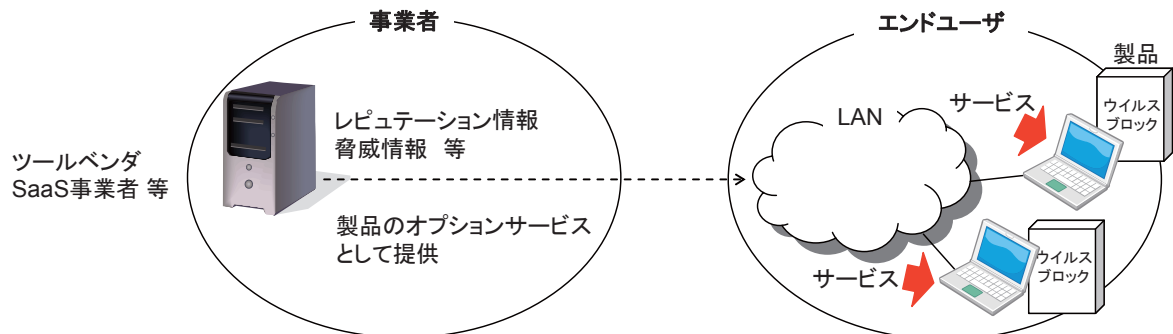 事業者
エンドユーザ
製品
ウイルス
ブロック
サービス
LAN
レピュテーション情報
脅威情報 等
ツールベンダ
SaaS事業者 等
製品のオプションサービス
として提供
サービス
ウイルス
ブロック